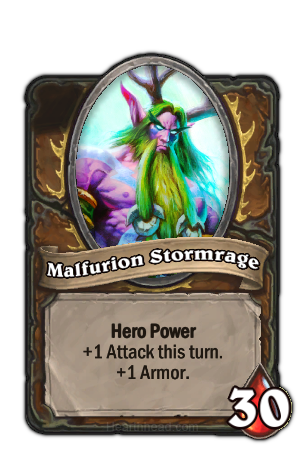 Malfurion Stormrage
Hero Power
+1 Attack this turn.
+1 Armor.
30